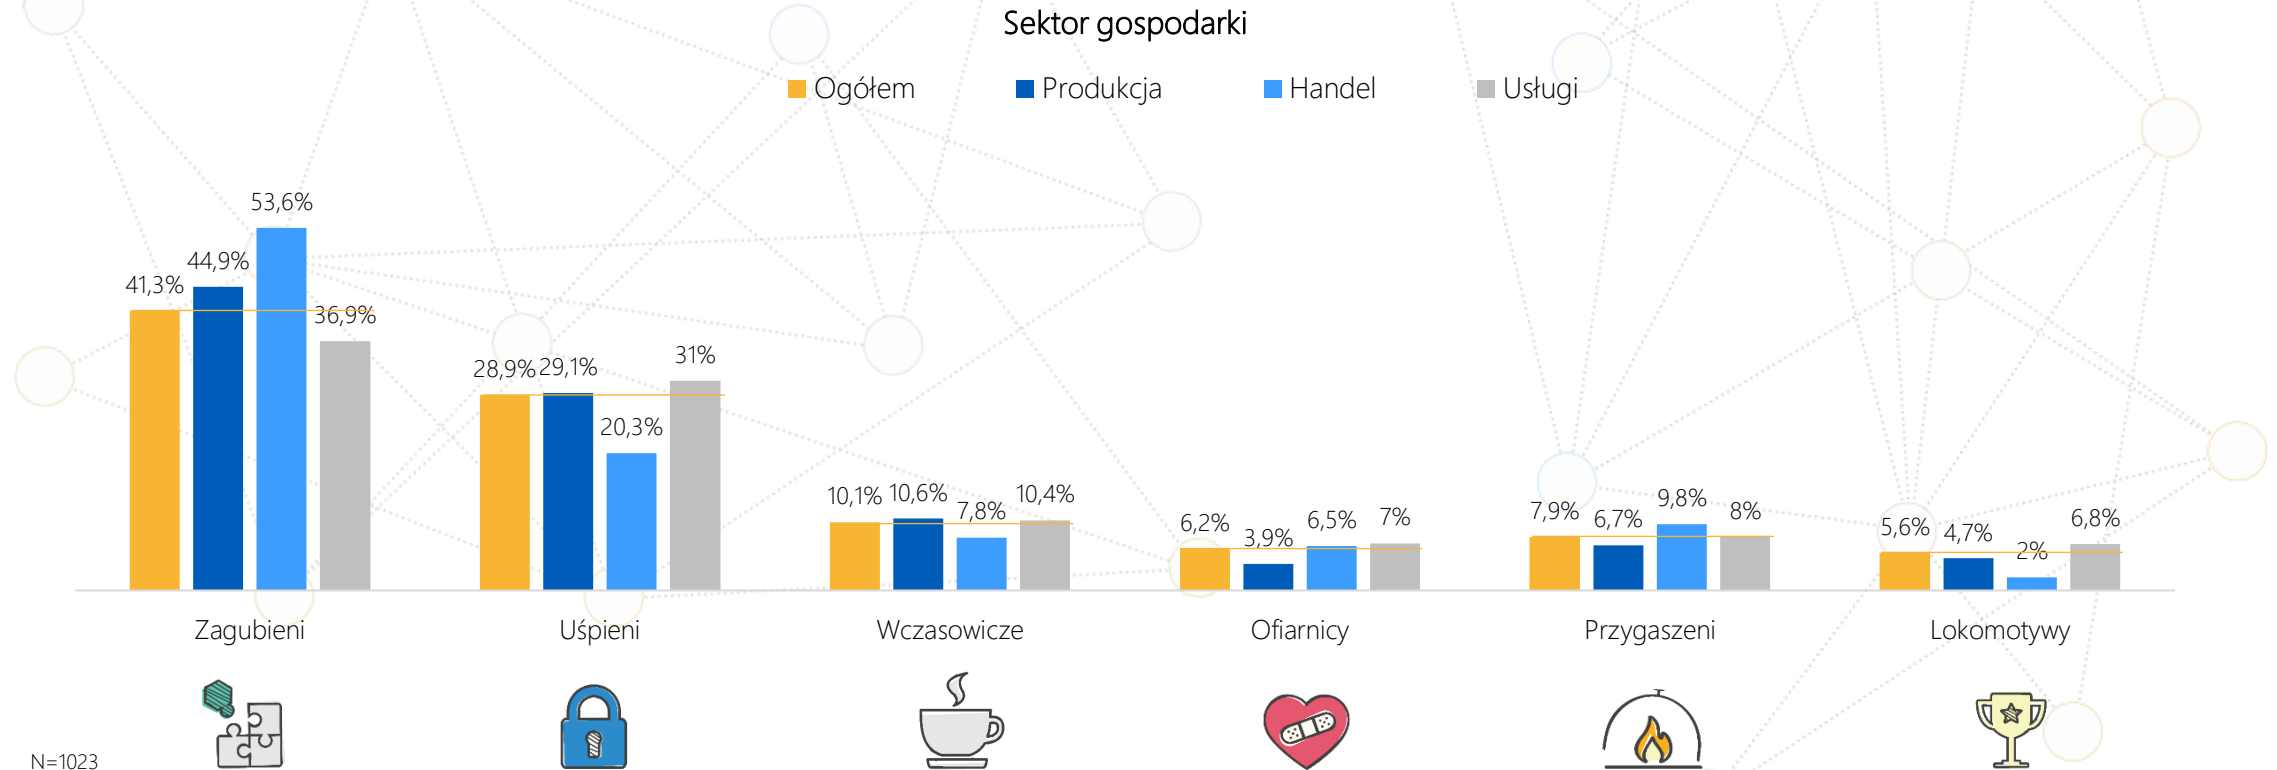 Sektor gospodarki
Ogółem Produkcja Handel Usługi
41,3% 44,9% 53,6% 36,9%
28,9% 29,1% 20,3% 31%
10,1% 10,6% 7,8% 10,4%
6,2% 3,9% 6,5% 7%
7,9% 6,7% 9,8% 8%
5,6% 4,7% 2% 6,8%
Zagubieni Uśpieni Wczasowicze Ofiarnicy Przygaszeni Lokomotywy
N=1023